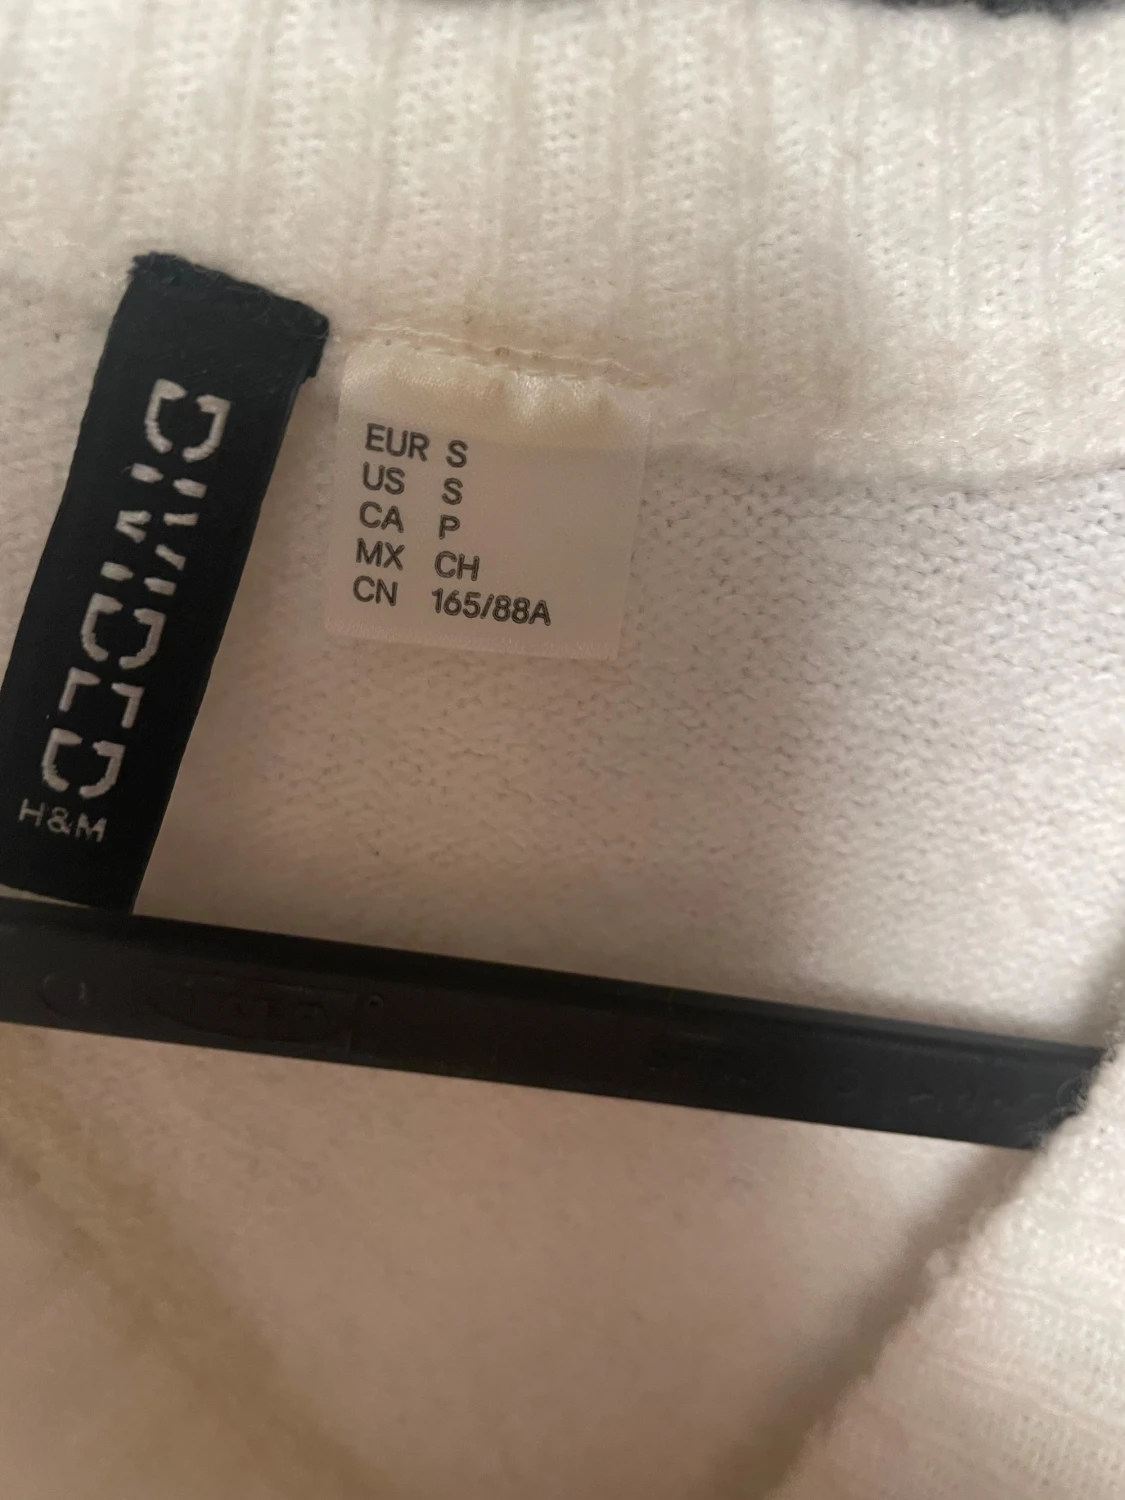 DIVIDED
H&M
EUR S
US S
CA P
MX CH
CN 165/88A